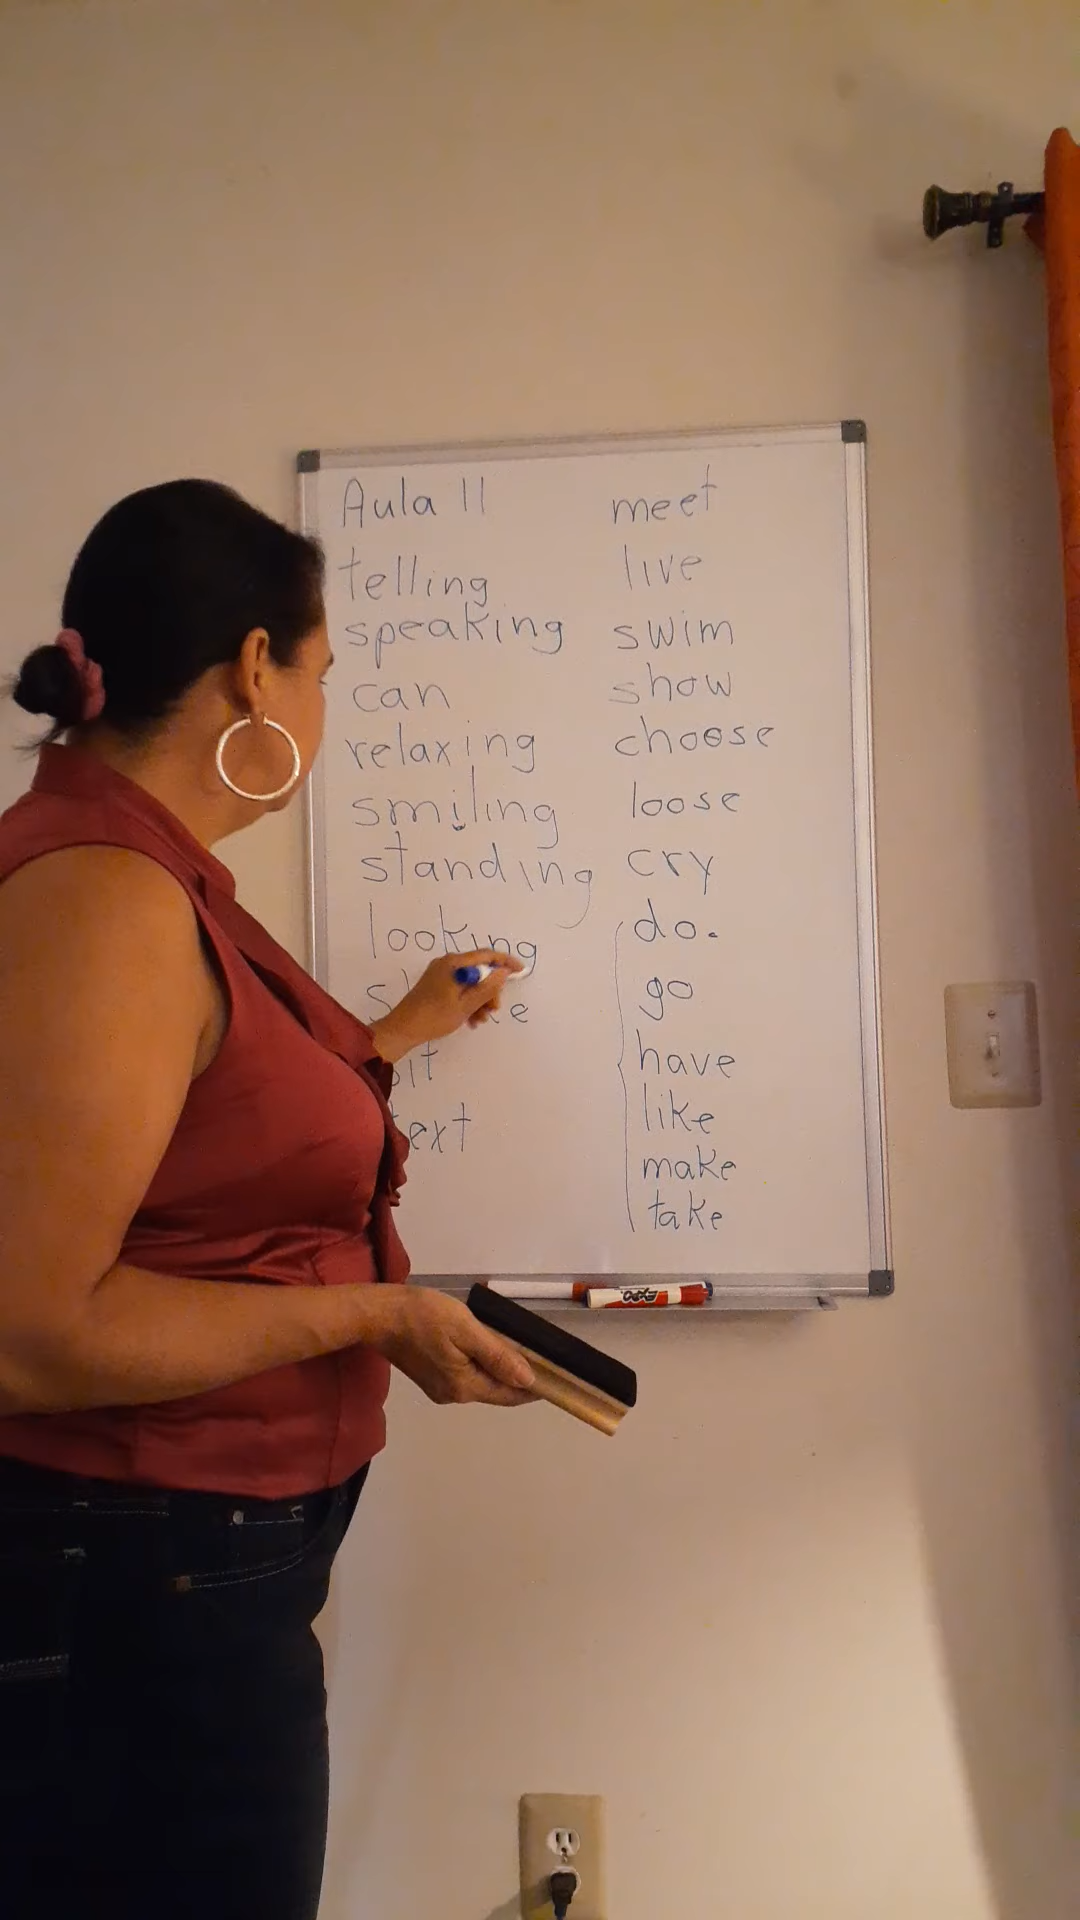 Aula 11
telling
speaking
can
relaxing
smiling
standing
looking
text
meet
live
swim
show
choose
loose
cry
do.
go
have
like
make
take
EXPO